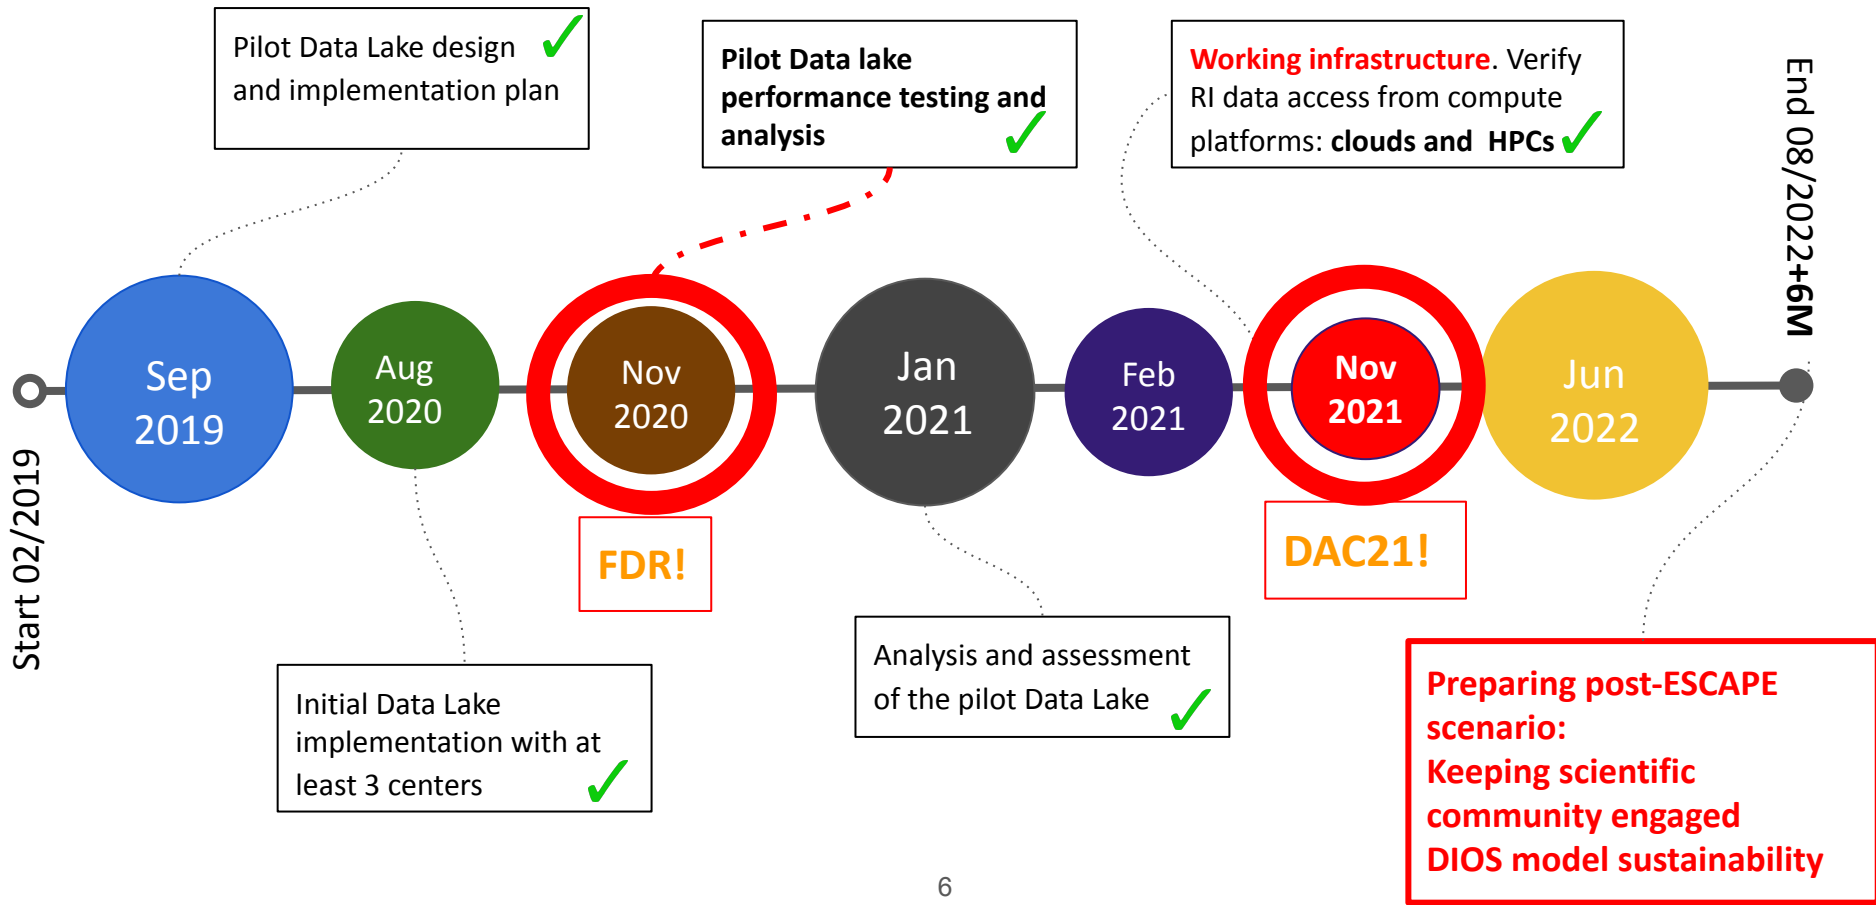 Pilot Data Lake design
and implementation plan
Pilot Data lake
performance testing and
analysis
Working infrastructure. Verify
RI data access from compute
platforms: clouds and HPCs
Start 02/2019
Sep
2019
Aug
2020
Nov
2020
Jan
2021
Feb
2021
Nov
2021
Jun
2022
End 08/2022+6M
FDR!
DAC21!
Initial Data Lake
implementation with at
least 3 centers
Analysis and assessment
of the pilot Data Lake
Preparing post-ESCAPE
scenario:
Keeping scientific
community engaged
DIOS model sustainability
6